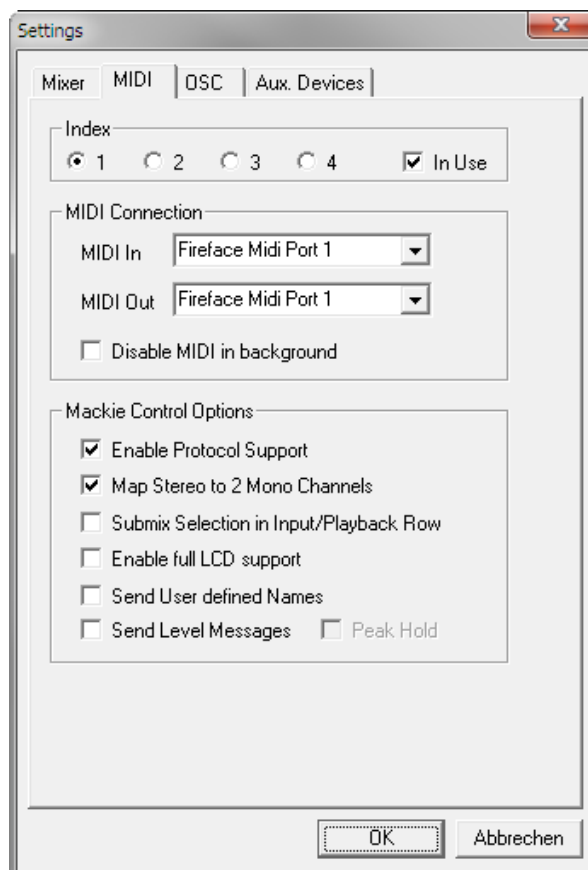 Settings
Mixer MIDI OSC Aux. Devices
Index
1 2 3 4 In Use
MIDI Connection
MIDI In Fireface Midi Port 1
MIDI Out Fireface Midi Port 1
Disable MIDI in background
Mackie Control Options
Enable Protocol Support
Map Stereo to 2 Mono Channels
Submix Selection in Input/Playback Row
Enable full LCD support
Send User defined Names
Send Level Messages Peak Hold
OK Abbrechen